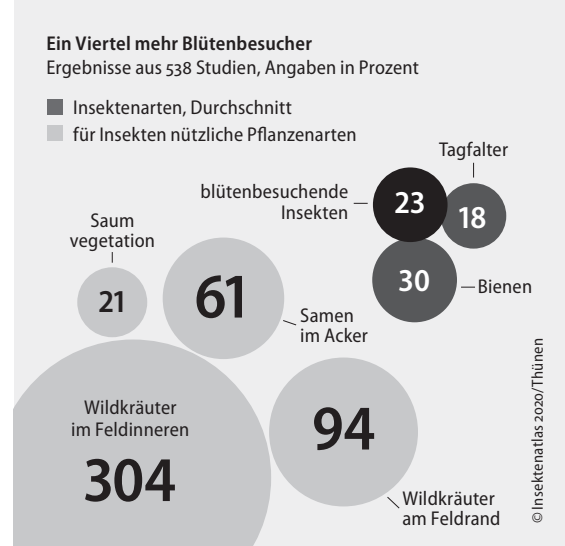 Ein Viertel mehr Blütenbesucher
Ergebnisse aus 538 Studien, Angaben in Prozent
Insektenarten, Durchschnitt
für Insekten nützliche Pflanzenarten
Tagfalter
blütenbesuchende
Insekten
23
18
Saum
vegetation
21
61
30
Bienen
Samen
im Acker
Wildkräuter
im Feldinneren
304
94
Wildkräuter
am Feldrand
© Insektenatlas 2020/Thünen